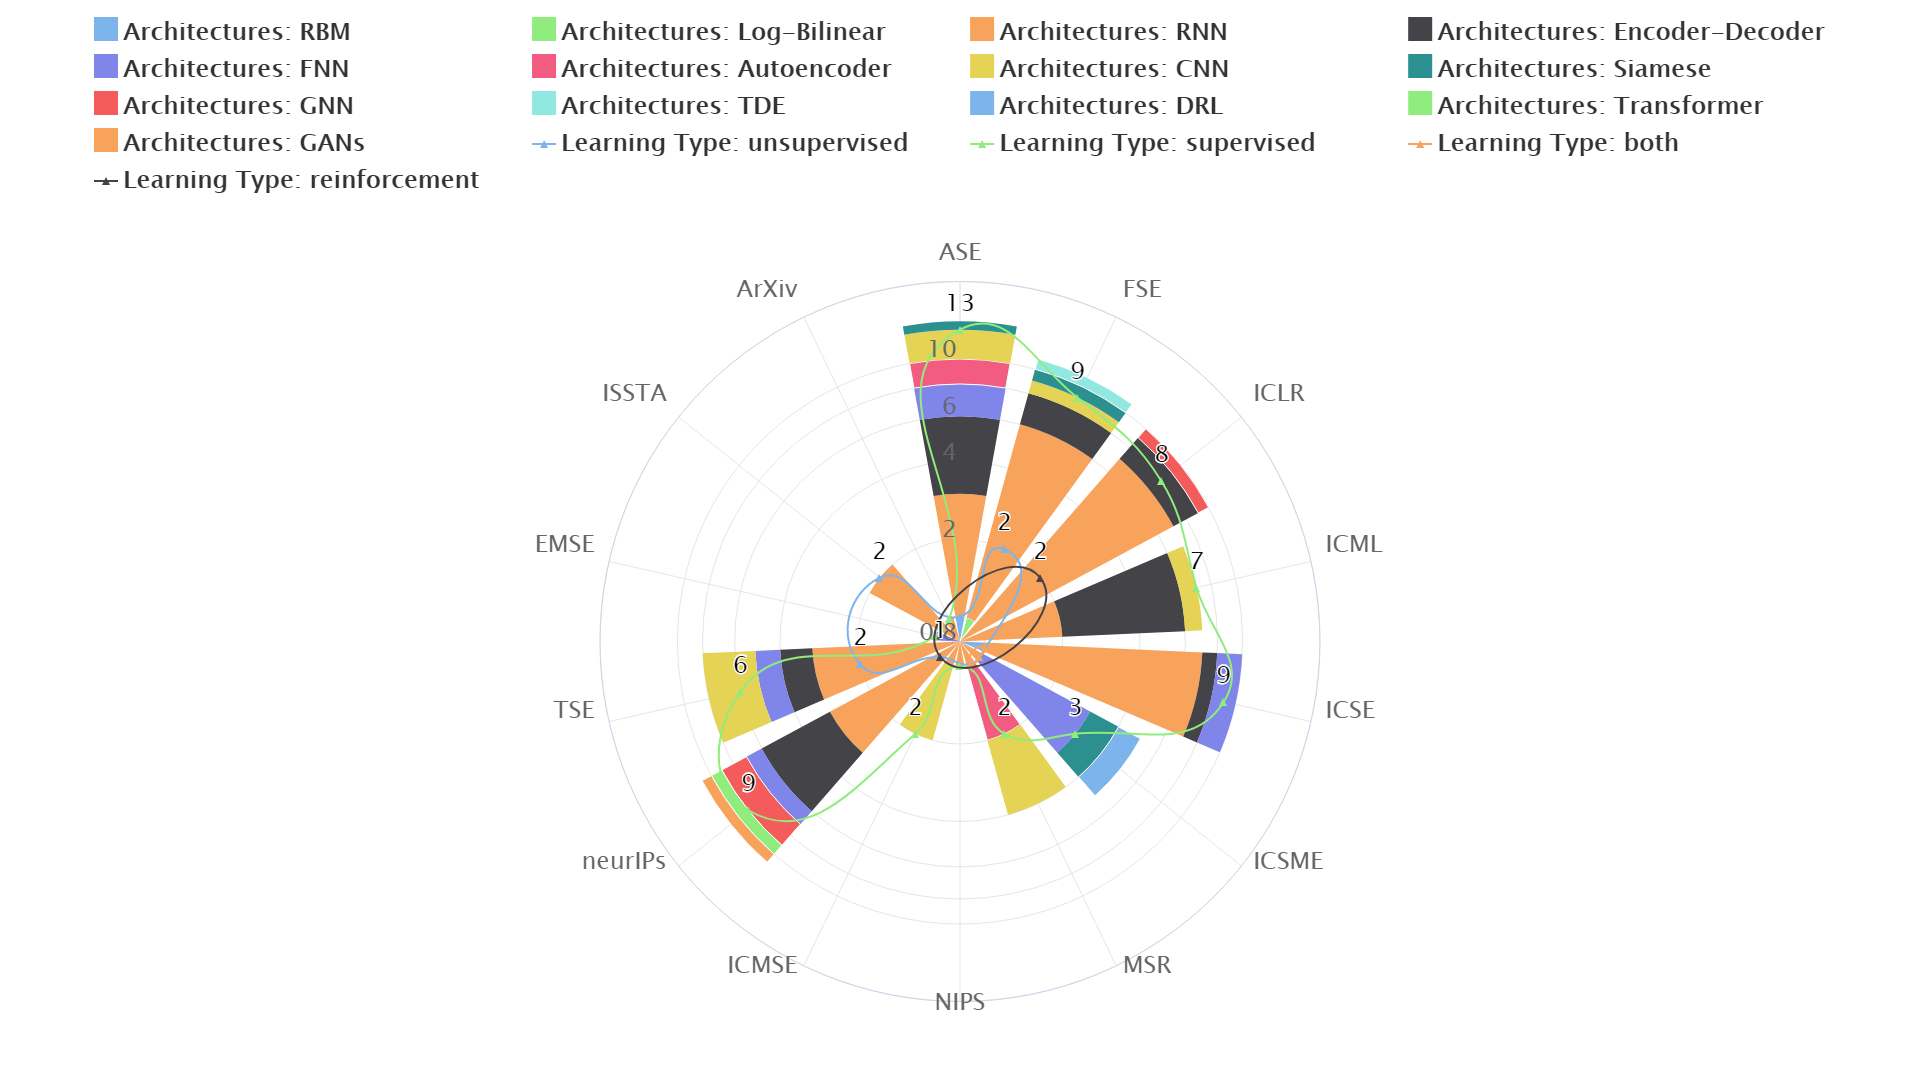 Architectures: RBM Architectures: Log-Bilinear Architectures: RNN Architectures: Encoder-Decoder
Architectures: FNN Architectures: Autoencoder Architectures: CNN Architectures: Siamese
Architectures: GNN Architectures: TDE Architectures: DRL Architectures: Transformer
Architectures: GANs Learning Type: unsupervised Learning Type: supervised Learning Type: both
Learning Type: reinforcement
ASE
ArXiv FSE
13
10
9
ISSTA ICLR
6
4 8
2 2
EMSE 2 2 ICML
7
2 1
6 9
TSE 2 2 3 ICSE
9
neurIPs ICSME
ICMSE MSR
NIPS